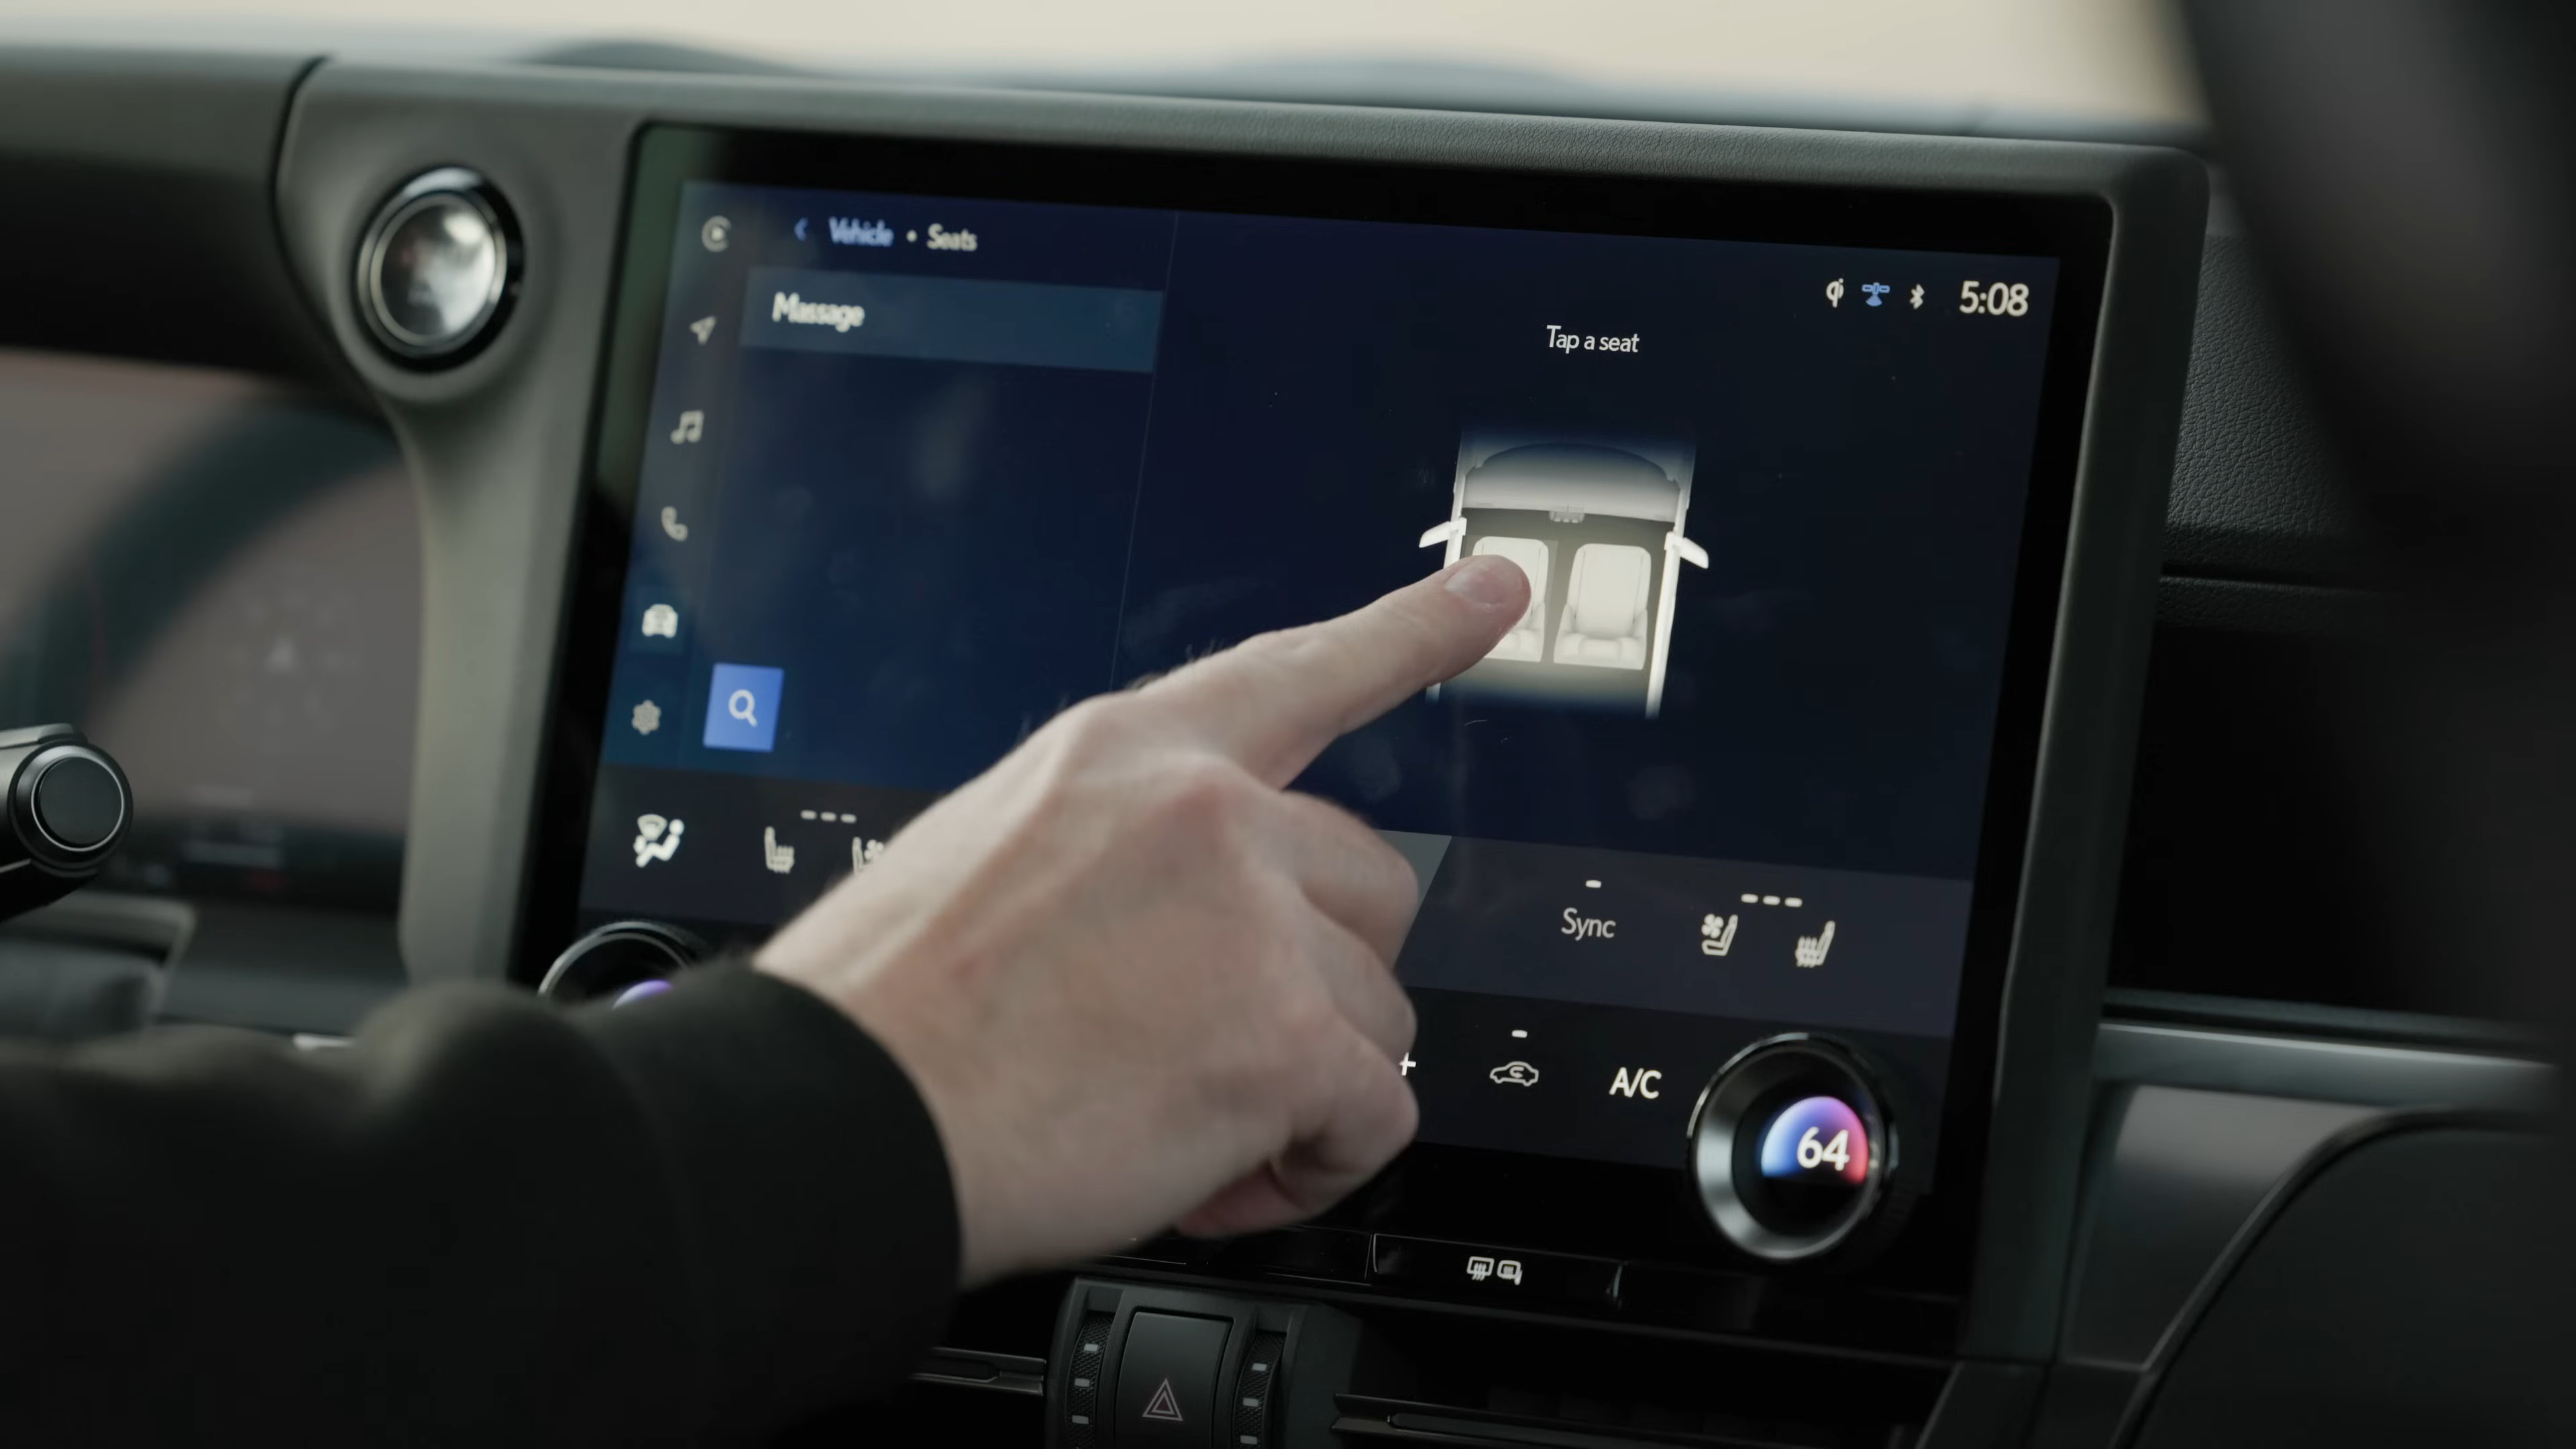 Vehicle • Seats
5:08
Massage
Tap a seat
Sync
A/C
64